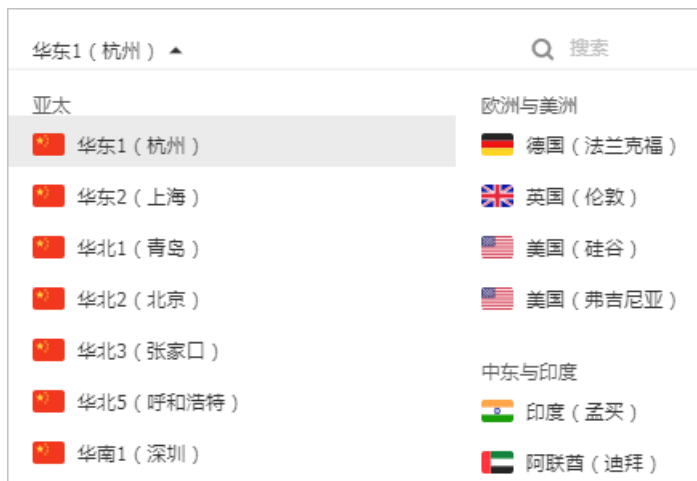 华东1（杭州）
搜索
亚太
华东1（杭州）
华东2（上海）
华北1（青岛）
华北2（北京）
华北3（张家口）
华北5（呼和浩特）
华南1（深圳）
欧洲与美洲
德国（法兰克福）
英国（伦敦）
美国（硅谷）
美国（弗吉尼亚）
中东与印度
印度（孟买）
阿联酋（迪拜）